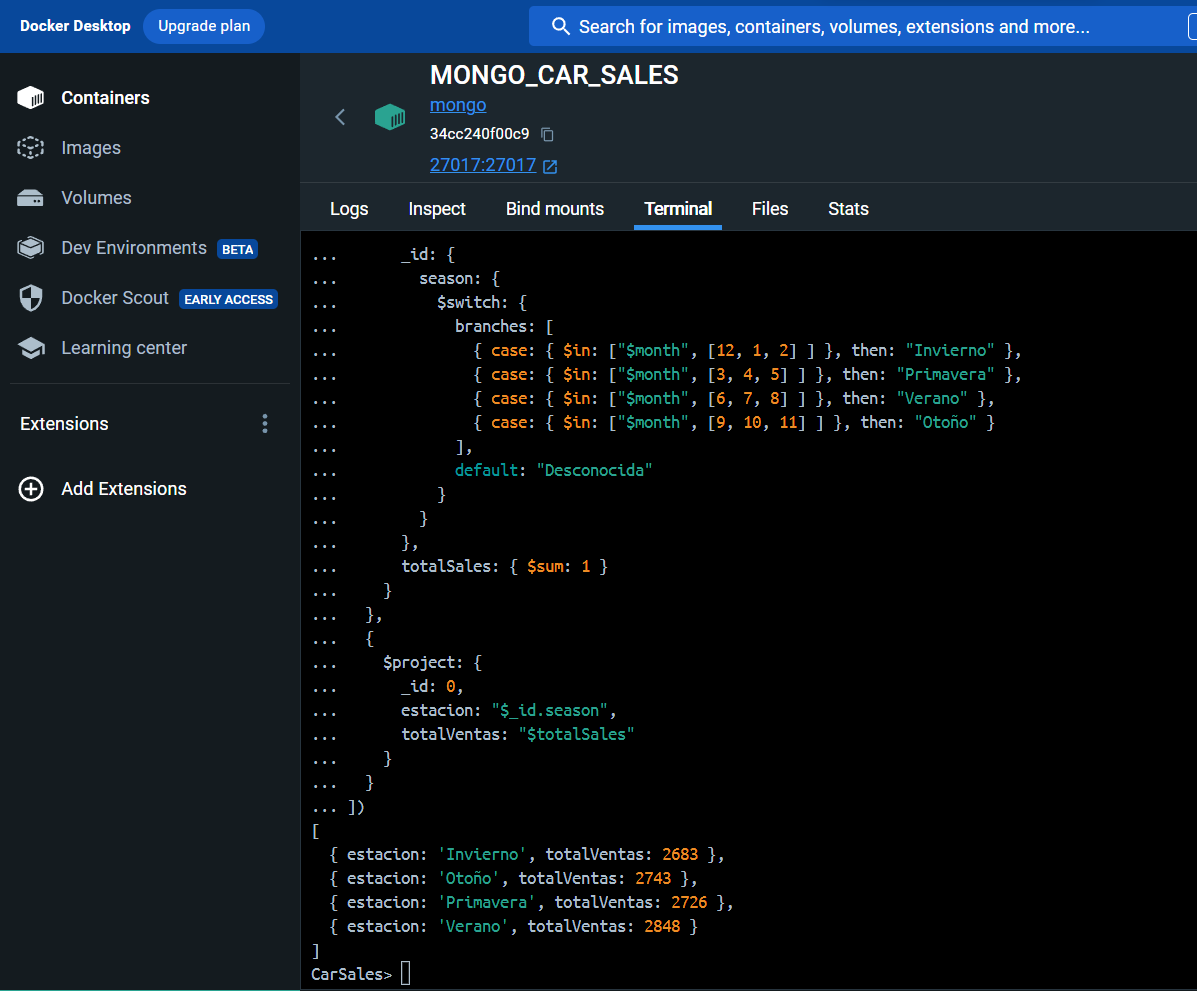 Docker Desktop
Upgrade plan
Search for images, containers, volumes, extensions and more...
Containers
Images
Volumes
Dev Environments BETA
Docker Scout EARLY ACCESS
Learning center
Extensions
Add Extensions
MONGO_CAR_SALES
mongo
34cc240f00c9
27017:27017
Logs Inspect Bind mounts Terminal Files Stats
...       _id: {
...         season: {
...           $switch: {
...             branches: [
...               { case: { $in: ["$month", [12, 1, 2] ] }, then: "Invierno" },
...               { case: { $in: ["$month", [3, 4, 5] ] }, then: "Primavera" },
...               { case: { $in: ["$month", [6, 7, 8] ] }, then: "Verano" },
...               { case: { $in: ["$month", [9, 10, 11] ] }, then: "Otoño" }
...             ],
...             default: "Desconocida"
...           }
...         }
...       },
...       totalSales: { $sum: 1 }
...     }
...   },
...   {
...     $project: {
...       _id: 0,
...       estacion: "$_id.season",
...       totalVentas: "$totalSales"
...     }
...   }
... ])
[
  { estacion: 'Invierno', totalVentas: 2683 },
  { estacion: 'Otoño', totalVentas: 2743 },
  { estacion: 'Primavera', totalVentas: 2726 },
  { estacion: 'Verano', totalVentas: 2848 }
]
CarSales>